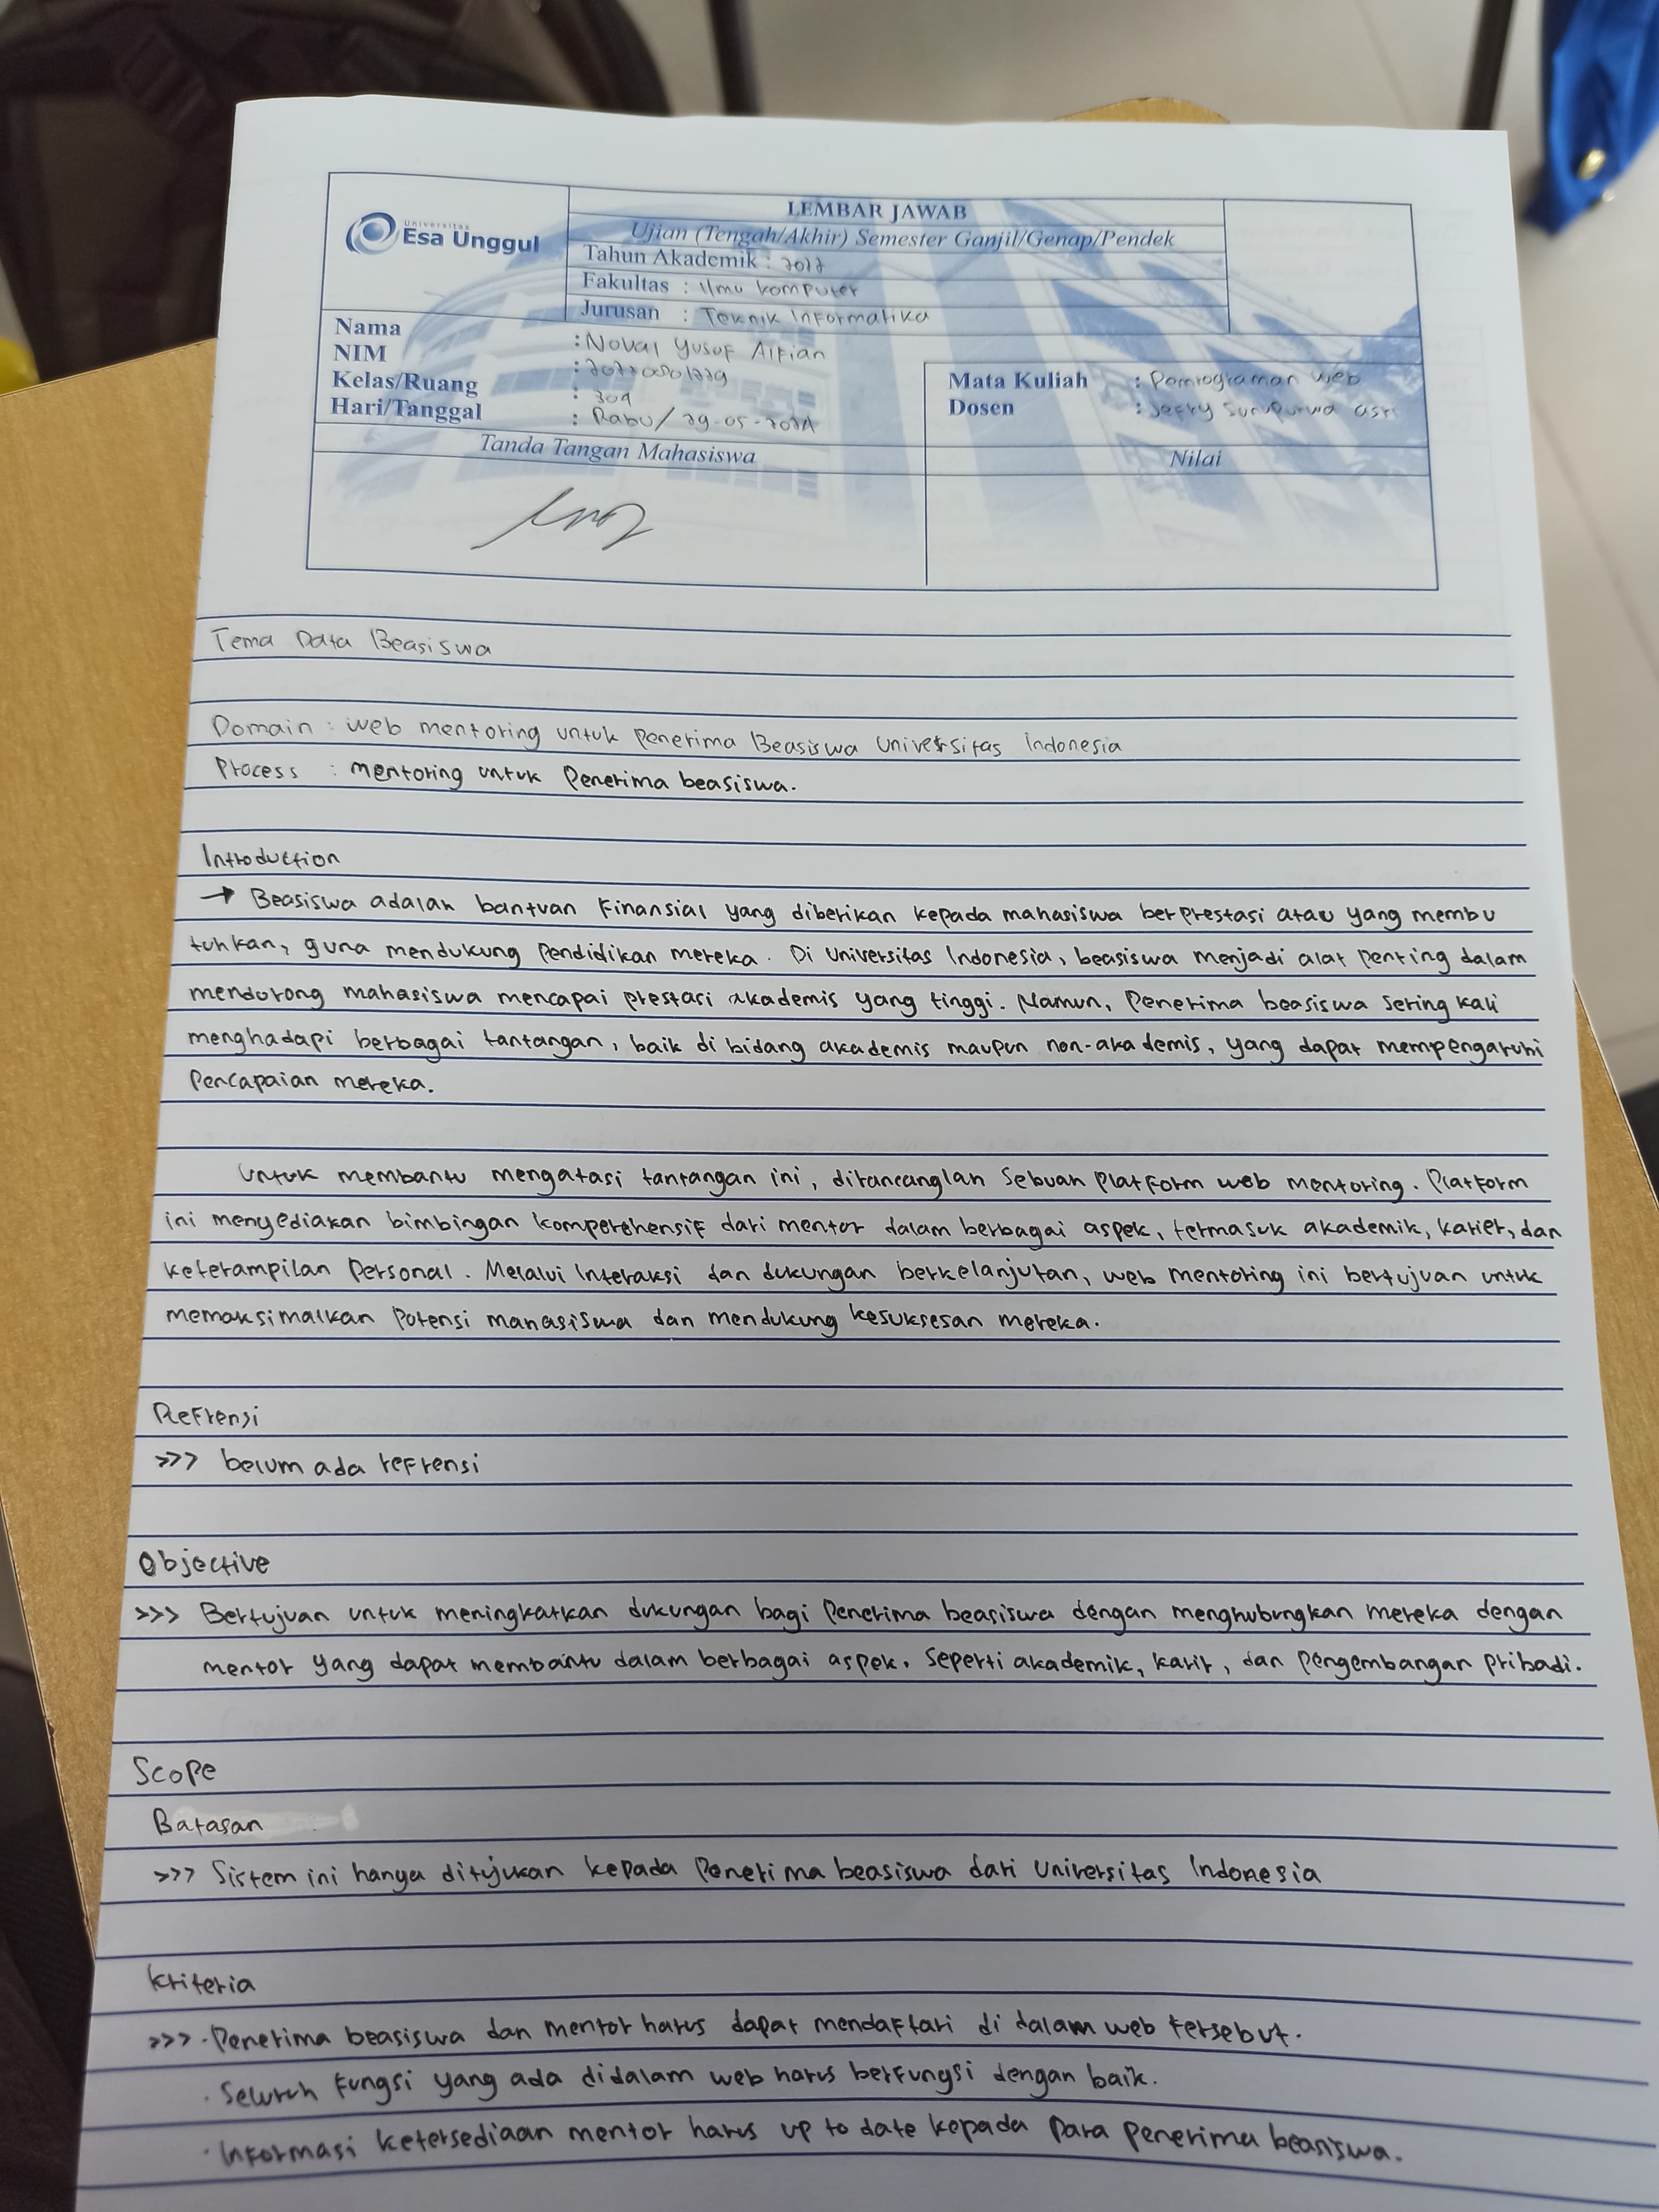 Universitas
Esa Unggul
LEMBAR JAWAB
Ujian (Tengah/Akhir) Semester Ganjil/Genap/Pendek
Tahun Akademik :
Fakultas : Ilmu komputer
Jurusan : Teknik Informatika
Nama : Noval Yusuf Alfian
NIM :
Kelas/Ruang :
Hari/Tanggal : Rabu/29-05-2024
Mata Kuliah : Pemrograman web
Dosen : Jefry
Tanda Tangan Mahasiswa
Nilai
Tema Data Beasiswa
Domain : web mentoring untuk penerima Beasiswa Universitas Indonesia
Process : mentoring untuk Penerima beasiswa.
Introduction
→ Beasiswa adalah bantuan Finansial yang diberikan kepada mahasiswa berprestasi atau yang membu
tuhkan, guna mendukung Pendidikan mereka. Di Universitas Indonesia, beasiswa menjadi alat penting dalam
mendorong mahasiswa mencapai prestasi akademis yang tinggi. Namun, Penerima beasiswa sering kali
menghadapi berbagai tantangan, baik di bidang akademis maupun non-akademis, yang dapat mempengaruhi
Pencapaian mereka.
Untuk membantu mengatasi tantangan ini, dirancanglah sebuah Platform web mentoring. Platform
ini menyediakan bimbingan komperehensif dari mentor dalam berbagai aspek, termasuk akademik, karier, dan
keterampilan Personal. Melalui Interaksi dan dukungan berkelanjutan, web mentoring ini bertujuan untuk
memaksimalkan Potensi mahasiswa dan mendukung kesuksesan mereka.
Refrensi
>>> belum ada refrensi
Objective
>>> Bertujuan untuk meningkatkan dukungan bagi Penerima beasiswa dengan menghubungkan mereka dengan
mentor yang dapat membantu dalam berbagai aspek. Seperti akademik, karir, dan Pengembangan pribadi.
Scope
Batasan
>>> Sistem ini hanya ditujukan kepada Penerima beasiswa dari Universitas Indonesia
Kriteria
>>> · Penerima beasiswa dan mentor harus dapat mendaftari di dalam web tersebut.
· Seluruh Fungsi yang ada didalam web harus berfungsi dengan baik.
· Informasi ketersediaan mentor harus up to date kepada Para Penerima beasiswa.